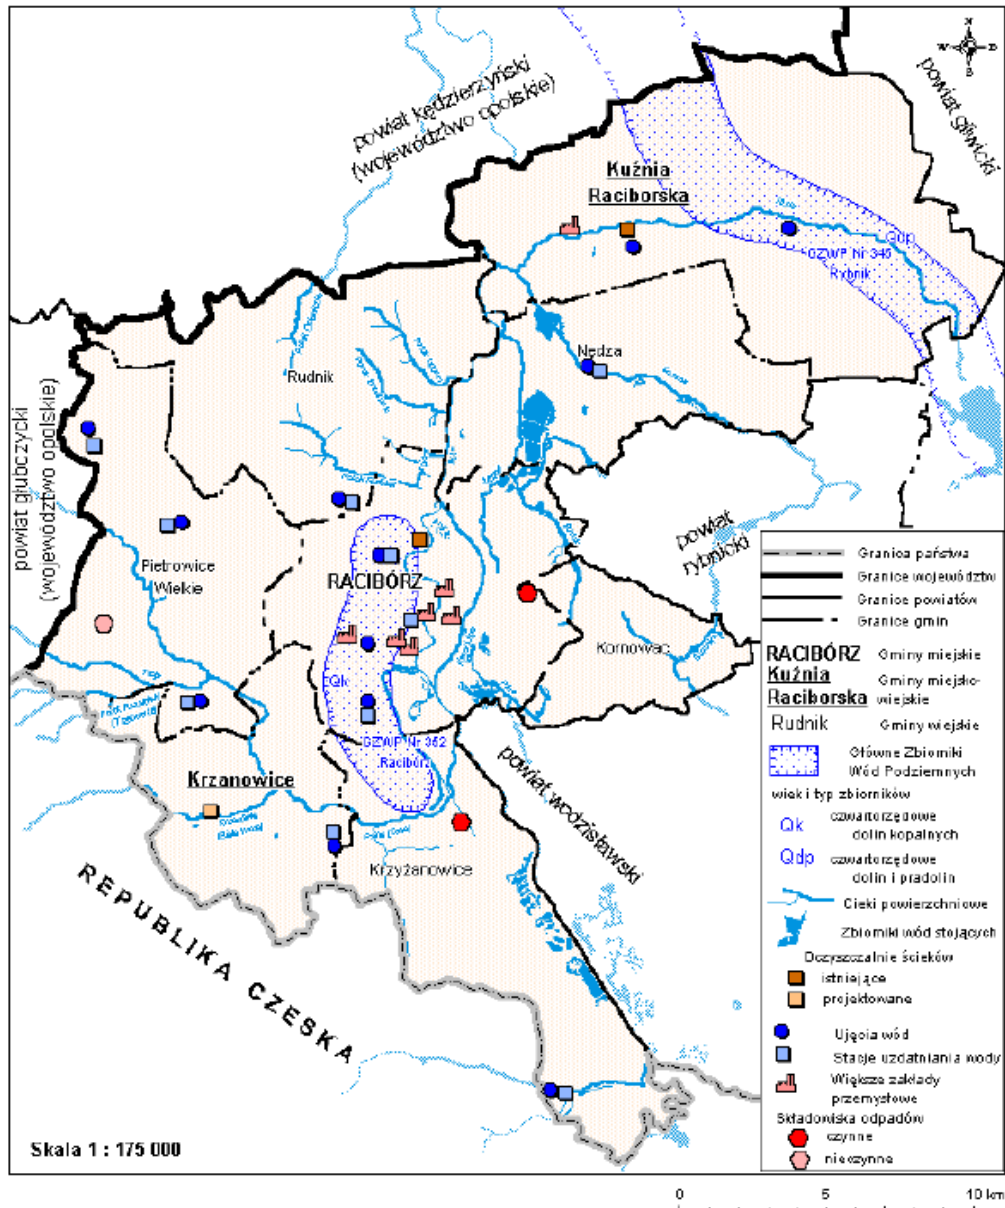 N
W
powiat kędzierzyński
(województwo opolskie)
powiat gliwicki
Kuźnia
Raciborska
Qdp
GZWP Nr 345
Rybnik
Nędza
Rudnik
powiat głubczycki
(województwo opolskie)
powiat
rybnicki
Pietrowice
Wielkie
RACIBÓRZ
Kornowac
Qk
GZWP Nr 352
Racibórz
Krzanowice
powiat wodzisławski
Krzyżanowice
REPUBLIKA CZESKA
Skala 1 : 175 000
Granica państwa
Granice województw
Granice powiatów
Granice gmin
RACIBÓRZ Gminy miejskie
Kuźnia Gminy miejsko-
Raciborska wiejskie
Rudnik Gminy wiejskie
Główne Zbiorniki
Wód Podziemnych
wiek i typ zbiorników
Qk czwartorzędowe
dolin kopalnych
Qdp czwartorzędowe
dolin i pradolin
Cieki powierzchniowe
Zbiorniki wód stojących
Oczyszczalnie ścieków
istniejące
projektowane
Ujęcia wód
Stacje uzdatniania wody
Większe zakłady
przemysłowe
Składowiska odpadów
czynne
nieczynne
0 5 10 km